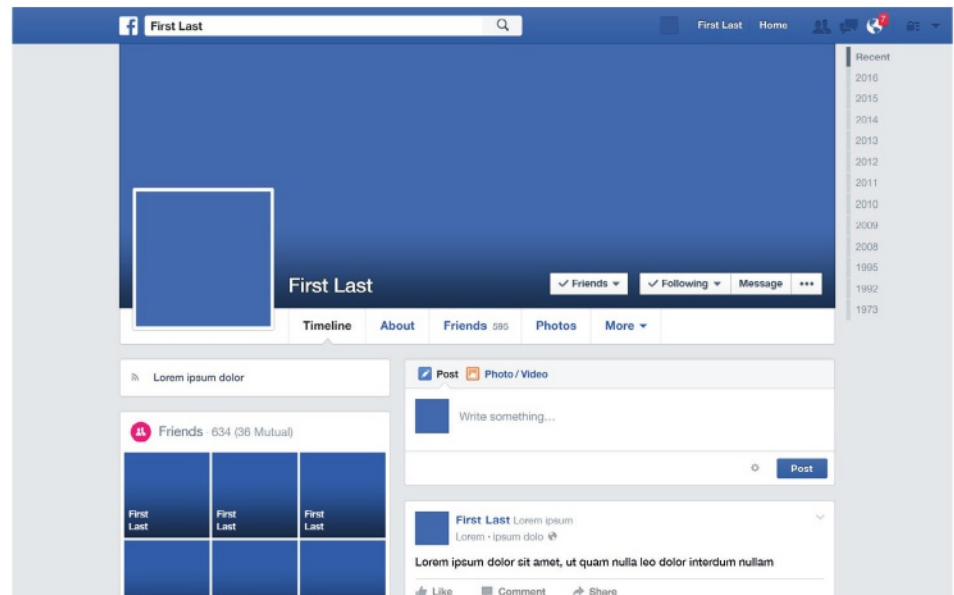 f First Last
First Last Home 7
Recent
2016
2015
2014
2013
2012
2011
2010
2009
2008
1995
1992
1973
First Last
Friends Following Message •••
Timeline About Friends 595 Photos More
Lorem ipsum dolor
Post Photo / Video
Write something...
Post
Friends · 634 (36 Mutual)
First
Last
First
Last
First
Last
First Last Lorem ipsum
Lorem · ipsum dolo
Lorem ipsum dolor sit amet, ut quam nulla leo dolor interdum nullam
Like Comment Share